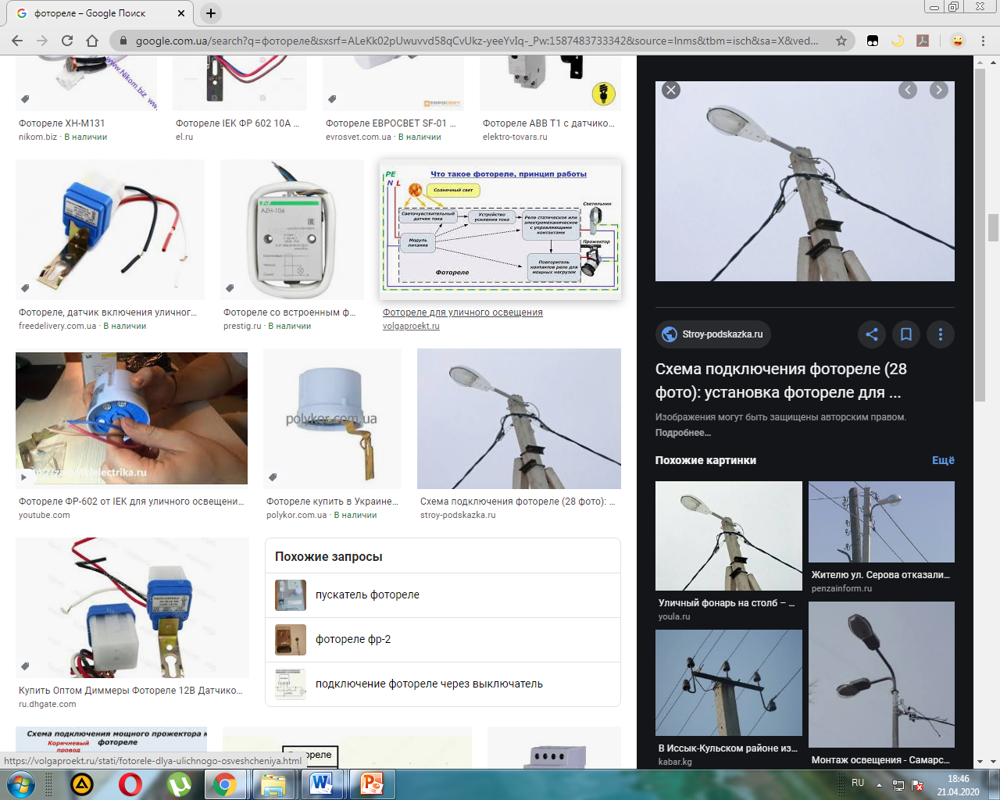 фотореле – Google Поиск
google.com.ua/search?q=фотореле&sxsrf=ALeKk02pUwuvvd58qCvUkz-yeeYvIq-_Pw:1587483733342&source=lnms&tbm=isch&sa=X&ved...
www.Nikom.biz
ЕВРОСВЕТ
Фотореле XH-M131
nikom.biz · В наличии
Фотореле IEK ФР 602 10А ...
el.ru
Фотореле ЕВРОСВЕТ SF-01 ...
evrosvet.com.ua · В наличии
Фотореле ABB T1 с датчико...
elektro-tovars.ru
AZH-106
Что такое фотореле, принцип работы
PE
N L
Солнечный свет
Светочувствительный датчик тока
Устройство усиления тока
Реле статическое или электромеханическое с управляющими контактами
Светильник
Модуль питания
Прожектор
Повторитель контактов реле для мощных нагрузок
Фотореле
Фотореле, датчик включения уличног...
freedelivery.com.ua · В наличии
Фотореле со встроенным ф...
prestig.ru · В наличии
Фотореле для уличного освещения
volgaproekt.ru
polykor.com.ua
Фотореле ФР-602 от IEK для уличного освещени...
youtube.com
Фотореле купить в Украине...
polykor.com.ua · В наличии
Схема подключения фотореле (28 фото): ...
stroy-podskazka.ru
Похожие запросы
пускатель фотореле
фотореле фр-2
подключение фотореле через выключатель
Купить Оптом Диммеры Фотореле 12В Датчико...
ru.dhgate.com
Схема подключения мощного прожектора к
фотореле
Коричневый
провод
https://volgaproekt.ru/stati/fotorele-dlya-ulichnogo-osveshcheniya.html
Stroy-podskazka.ru
Схема подключения фотореле (28
фото): установка фотореле для ...
Изображения могут быть защищены авторским правом.
Подробнее...
Похожие картинки
Ещё
Уличный фонарь на столб – ...
youla.ru
Жителю ул. Серова отказали...
penzainform.ru
В Иссык-Кульском районе из...
kabar.kg
Монтаж освещения - Самарс...
RU
18:46
21.04.2020